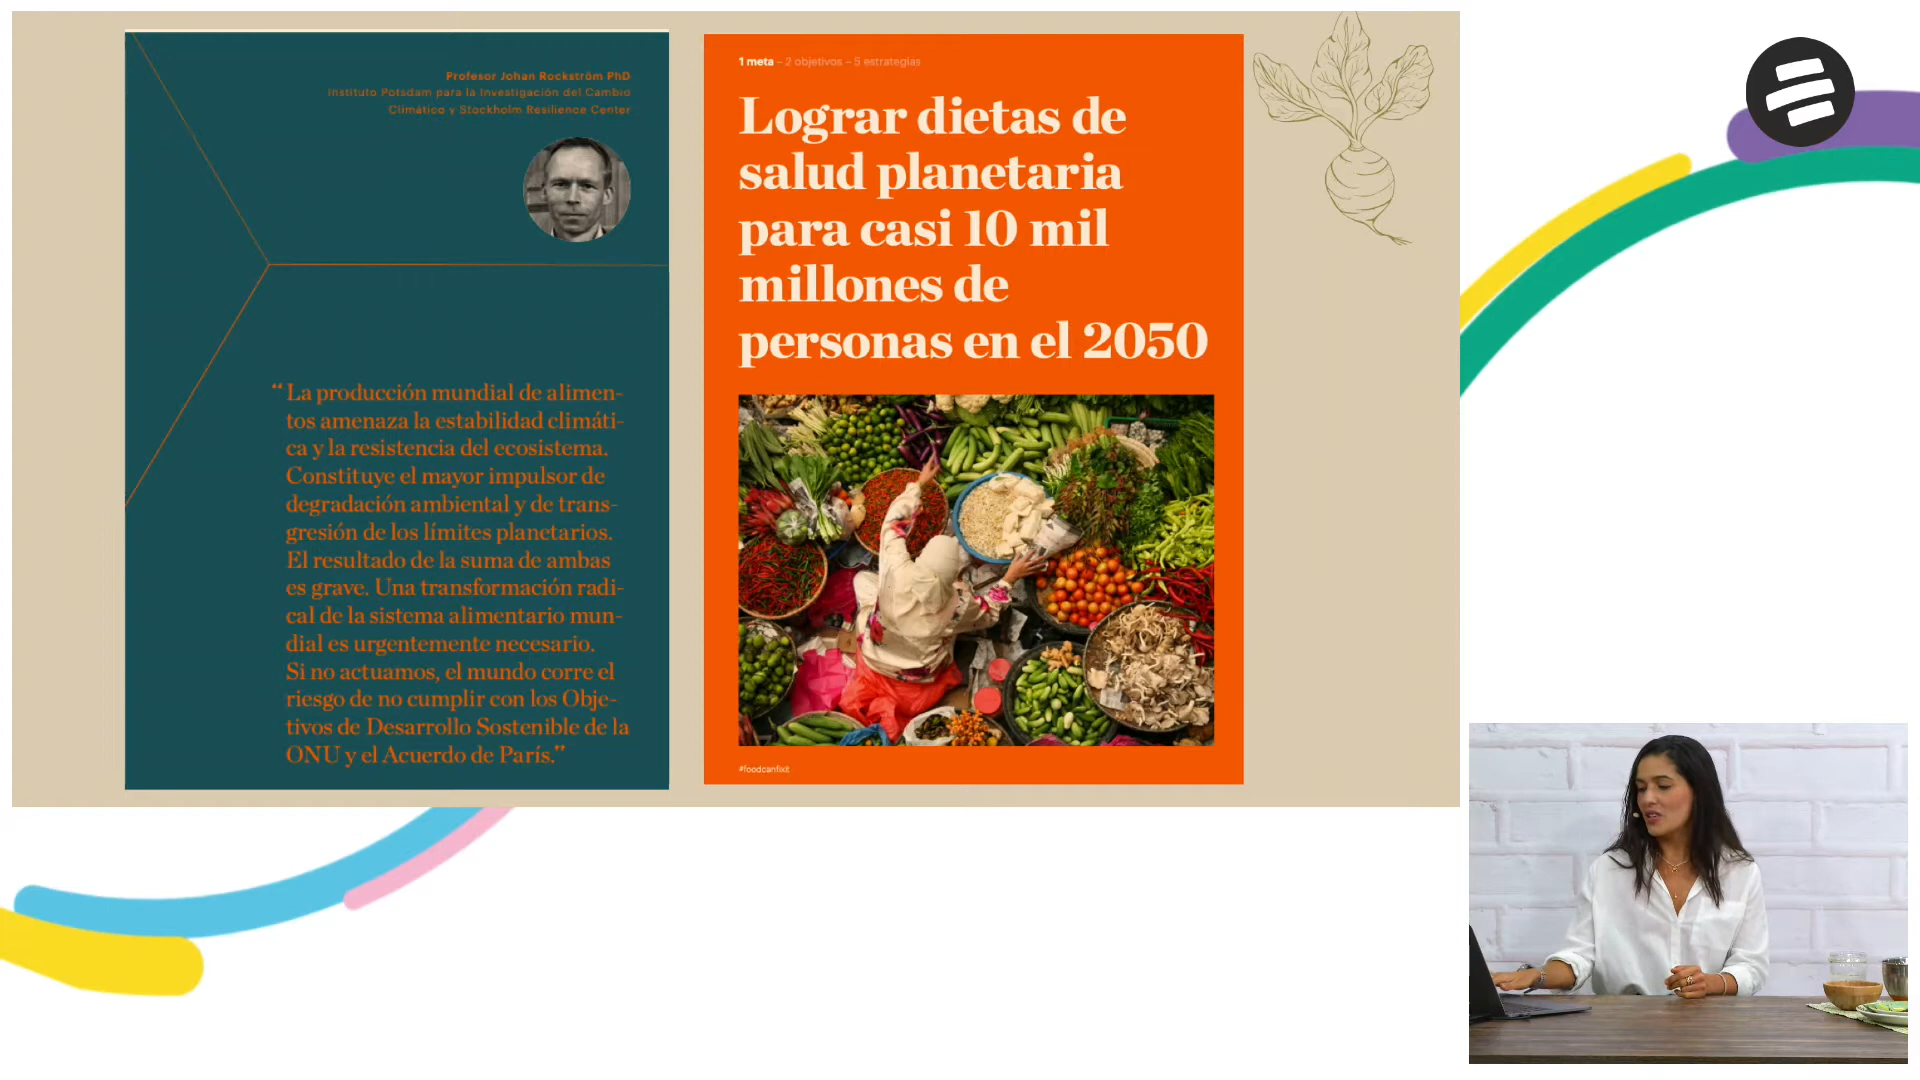 Profesor Johan Rockström PhD
Instituto Potsdam para la Investigación del Cambio
Climático y Stockholm Resilience Center
“La producción mundial de alimen-
tos amenaza la estabilidad climáti-
ca y la resistencia del ecosistema.
Constituye el mayor impulsor de
degradación ambiental y de trans-
gresión de los límites planetarios.
El resultado de la suma de ambas
es grave. Una transformación radi-
cal de la sistema alimentario mun-
dial es urgentemente necesario.
Si no actuamos, el mundo corre el
riesgo de no cumplir con los Obje-
tivos de Desarrollo Sostenible de la
ONU y el Acuerdo de París.”
1 meta – 2 objetivos – 5 estrategias
Lograr dietas de
salud planetaria
para casi 10 mil
millones de
personas en el 2050
#foodcanfixit